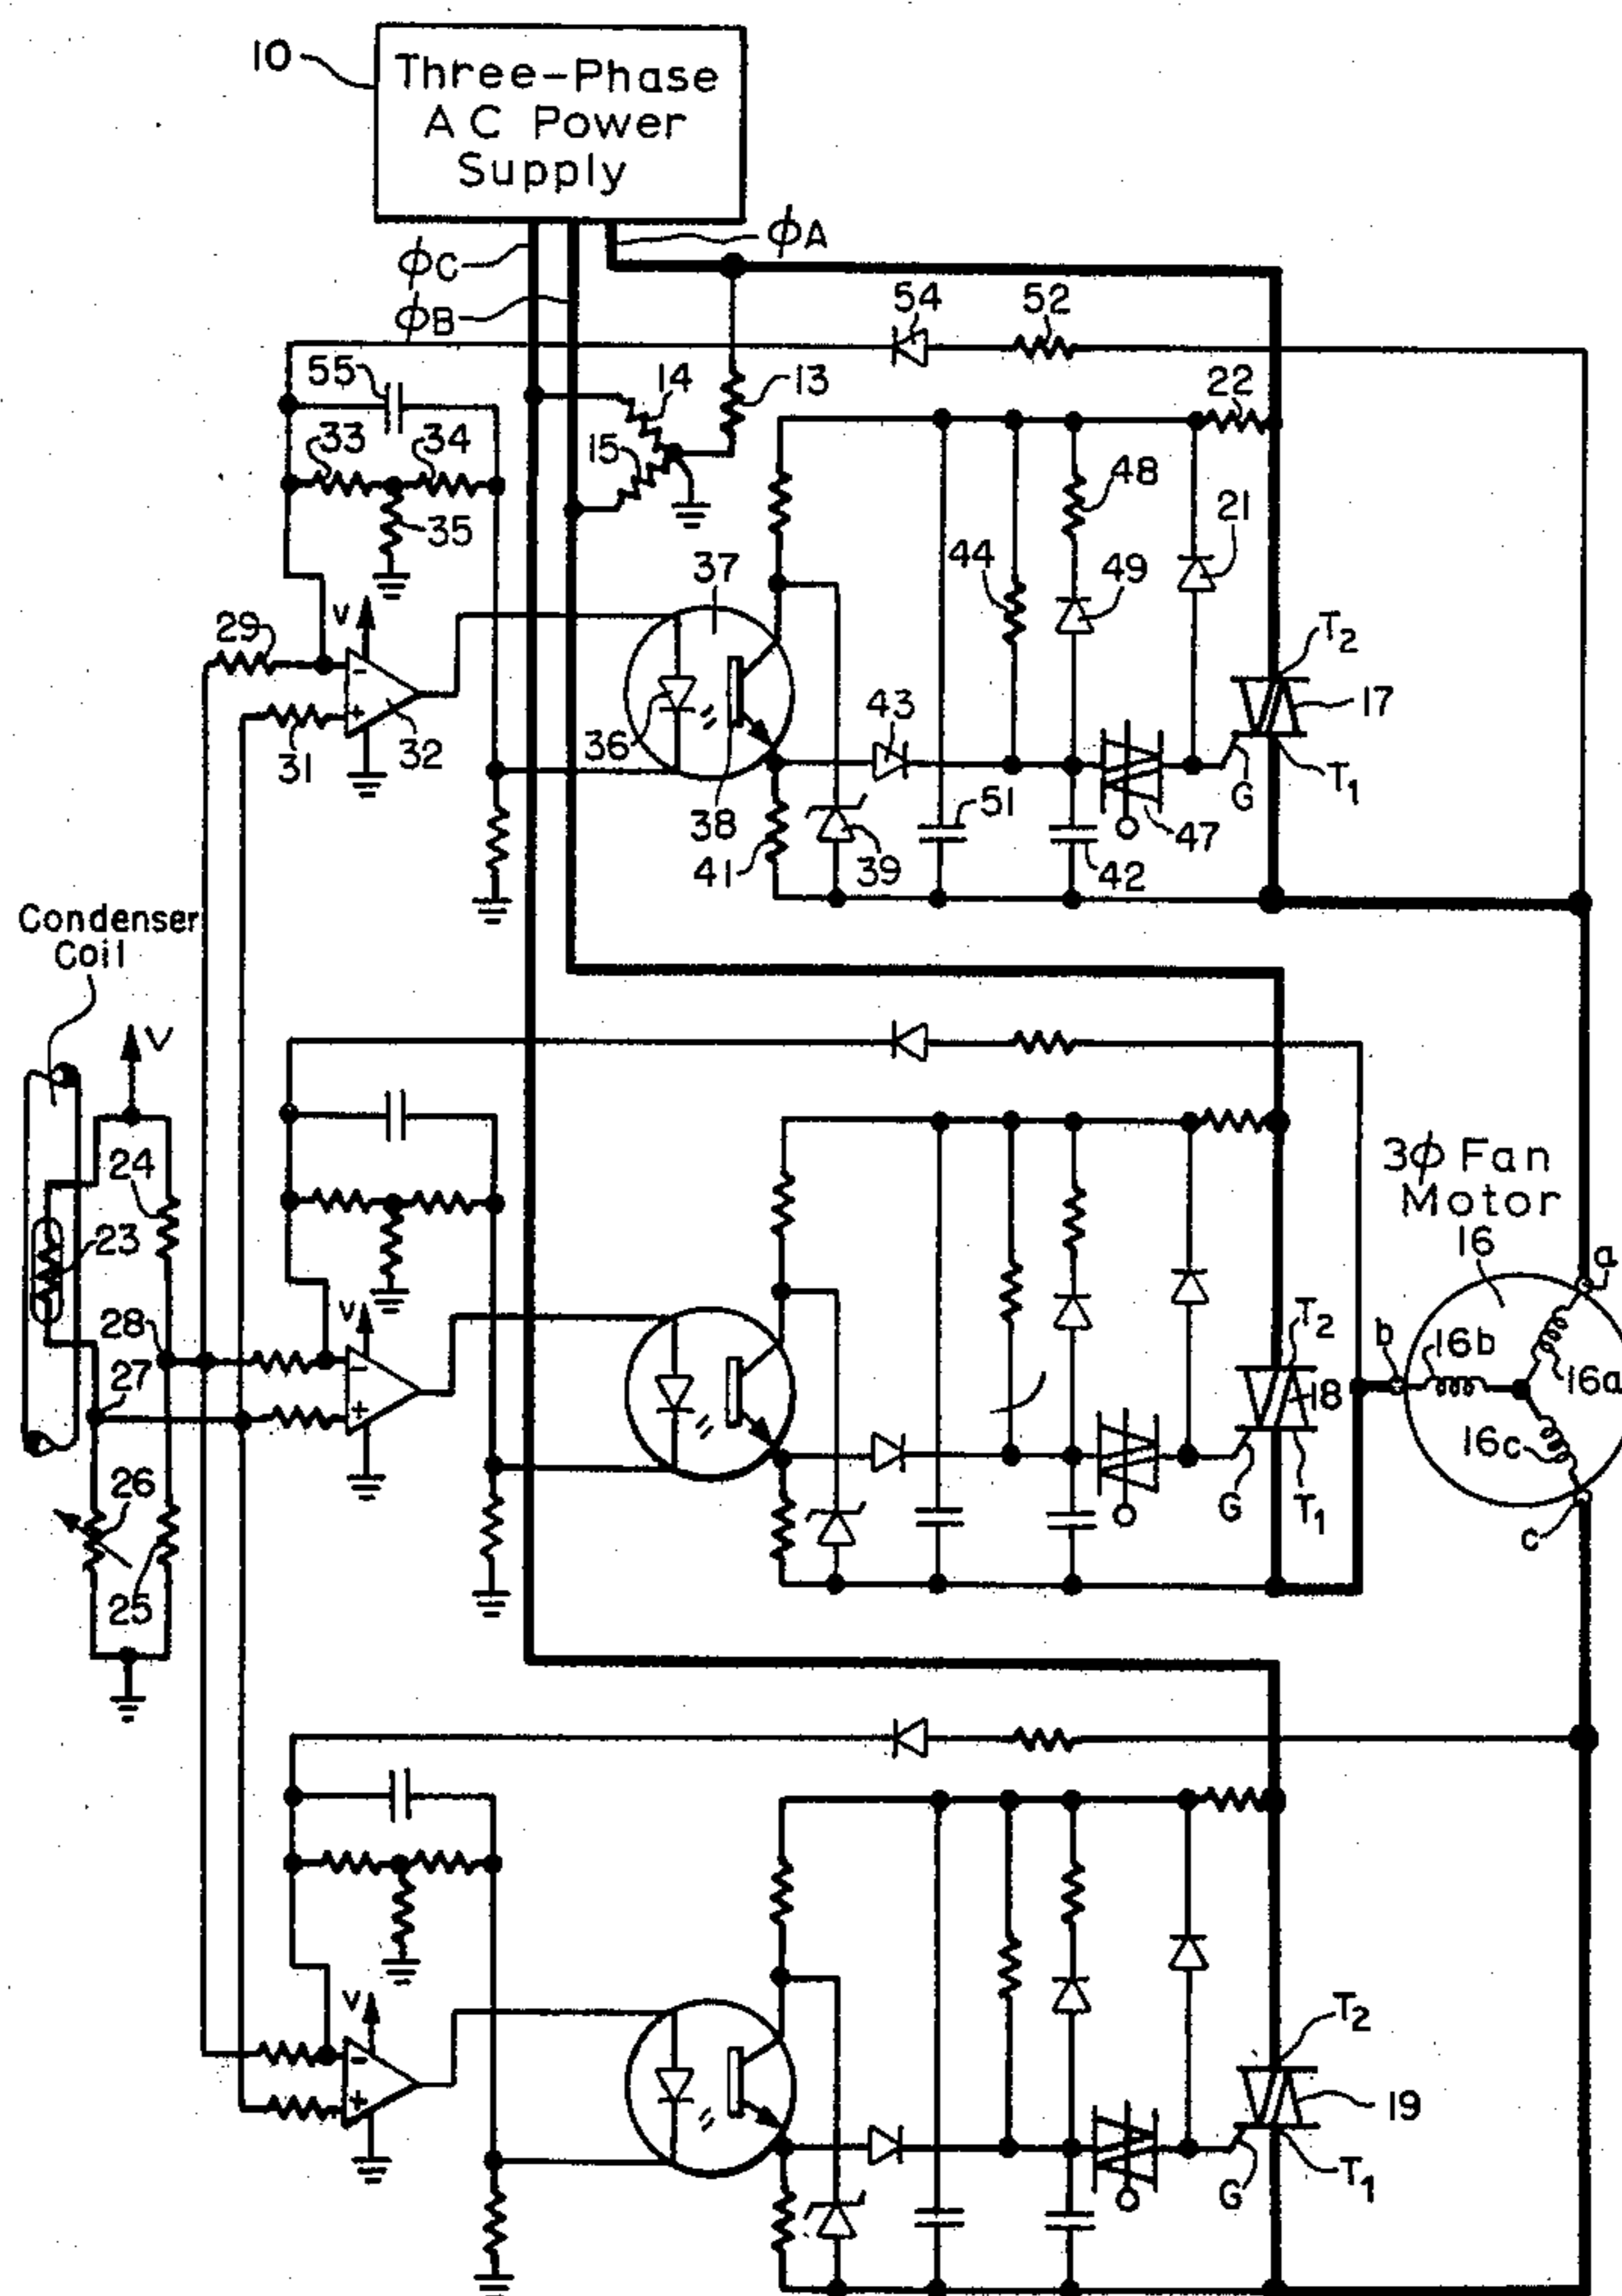 10
Three-Phase
AC Power
Supply
ϕA
ϕC
ϕB
54
52
55
14
13
22
33
34
15
48
21
35
37
44
49
V
29
T2
17
43
36
31
32
G
T1
38
51
47
41
39
42
Condenser
Coil
V
24
3ϕ Fan
Motor
16
23
a
28
V
b
T2
16b
27
18
16a
16c
26
G
T1
c
25
V
T2
19
T1
G